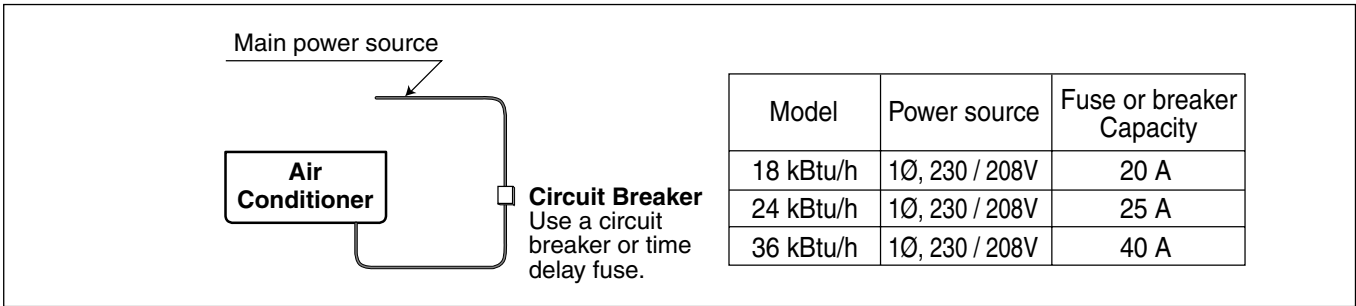 Main power source
Air
Conditioner
Circuit Breaker
Use a circuit
breaker or time
delay fuse.
Model Power source Fuse or breaker
Capacity
18 kBtu/h 1Ø, 230 / 208V 20 A
24 kBtu/h 1Ø, 230 / 208V 25 A
36 kBtu/h 1Ø, 230 / 208V 40 A